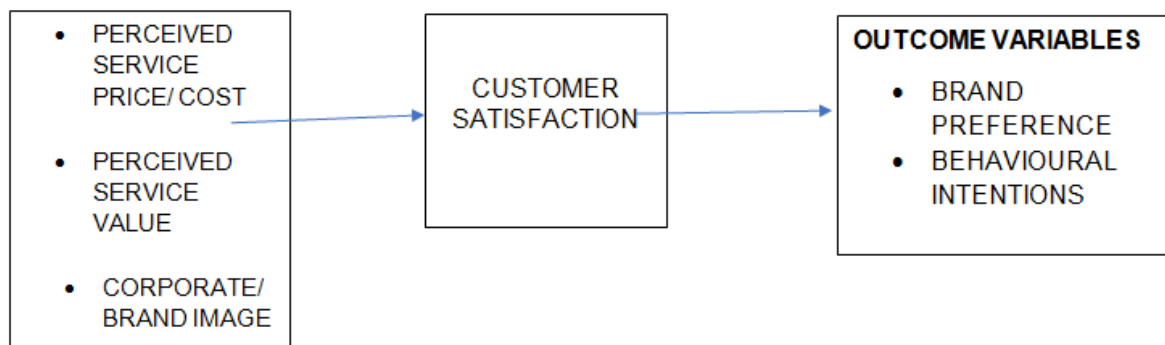 • PERCEIVED
SERVICE
PRICE/ COST
• PERCEIVED
SERVICE
VALUE
• CORPORATE/
BRAND IMAGE
CUSTOMER
SATISFACTION
OUTCOME VARIABLES
• BRAND
PREFERENCE
• BEHAVIOURAL
INTENTIONS